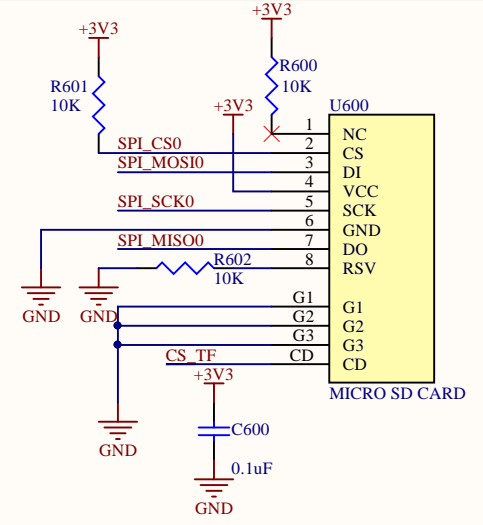 +3V3
+3V3
R601
10K
R600
10K
+3V3
U600
1 NC
SPI_CS0 2 CS
SPI_MOSI0 3 DI
4 VCC
SPI_SCK0 5 SCK
6 GND
SPI_MISO0 7 DO
R602 8 RSV
10K
GND
GND
G1 G1
G2 G2
G3 G3
CS_TF CD CD
+3V3
MICRO SD CARD
C600
GND
0.1uF
GND